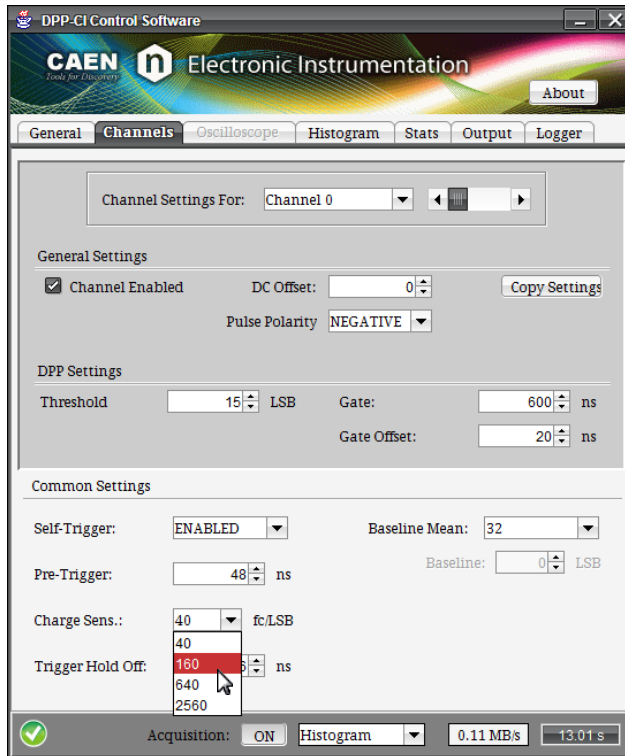 DPP-CI Control Software
CAEN n Electronic Instrumentation
Tools for Discovery
About
General Channels Oscilloscope Histogram Stats Output Logger
Channel Settings For: Channel 0
General Settings
Channel Enabled DC Offset: 0 Copy Settings
Pulse Polarity NEGATIVE
DPP Settings
Threshold 15 LSB Gate: 600 ns
Gate Offset: 20 ns
Common Settings
Self-Trigger: ENABLED Baseline Mean: 32
Baseline: 0 LSB
Pre-Trigger: 48 ns
Charge Sens.: 40 fc/LSB
40
Trigger Hold Off: 160 ns
640
2560
Acquisition: ON Histogram 0.11 MB/s 13.01 s